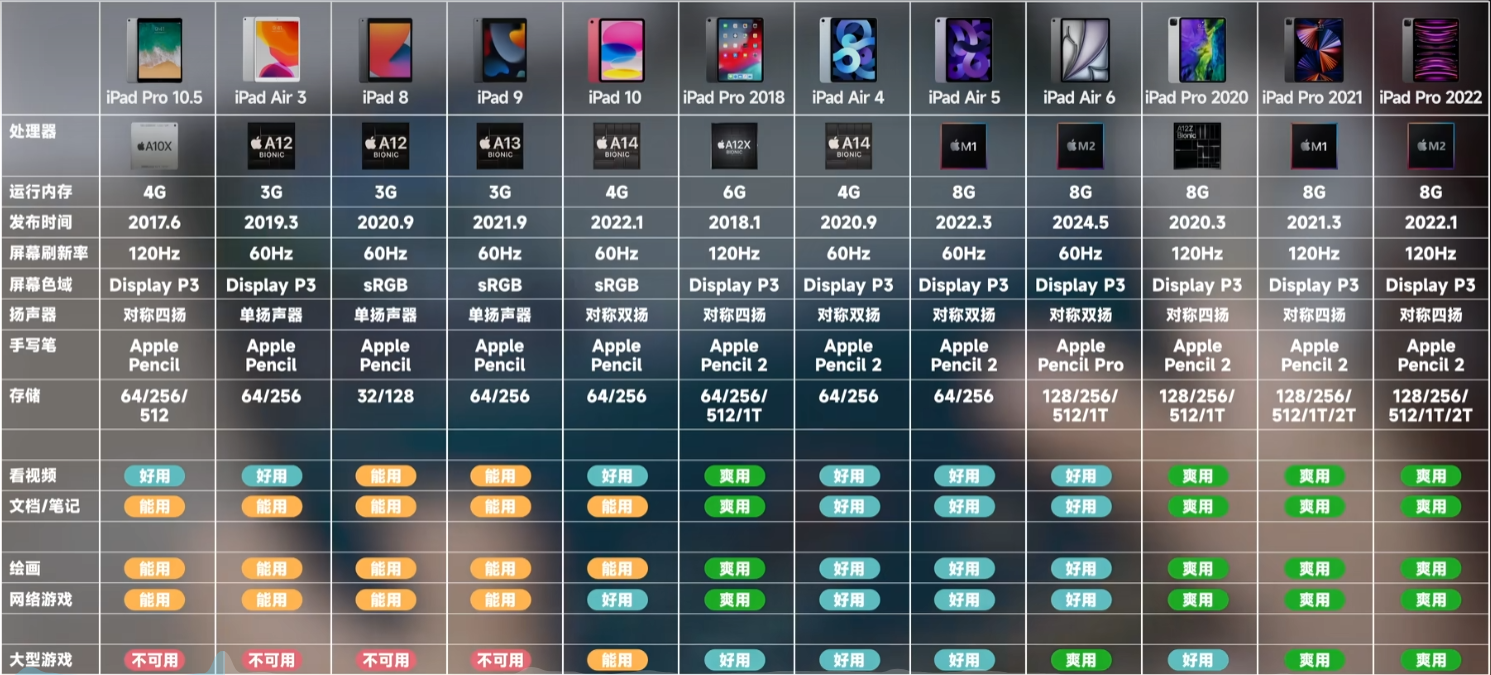 iPad Pro 10.5 iPad Air 3 iPad 8 iPad 9 iPad 10 iPad Pro 2018 iPad Air 4 iPad Air 5 iPad Air 6 iPad Pro 2020 iPad Pro 2021 iPad Pro 2022
处理器 A10X A12 A12 A13 A14 A12X A14 M1 M2 A12Z M1 M2
BIONIC BIONIC BIONIC BIONIC BIONIC BIONIC Bionic
运行内存 4G 3G 3G 3G 4G 6G 4G 8G 8G 8G 8G 8G
发布时间 2017.6 2019.3 2020.9 2021.9 2022.1 2018.1 2020.9 2022.3 2024.5 2020.3 2021.3 2022.1
屏幕刷新率 120Hz 60Hz 60Hz 60Hz 60Hz 120Hz 60Hz 60Hz 60Hz 120Hz 120Hz 120Hz
屏幕色域 Display P3 Display P3 sRGB sRGB sRGB Display P3 Display P3 Display P3 Display P3 Display P3 Display P3 Display P3
扬声器 对称四扬 单扬声器 单扬声器 单扬声器 对称双扬 对称四扬 对称双扬 对称双扬 对称双扬 对称四扬 对称四扬 对称四扬
手写笔 Apple Apple Apple Apple Apple Apple Apple Apple Apple Apple Apple Apple
Pencil Pencil Pencil Pencil Pencil Pencil 2 Pencil 2 Pencil 2 Pencil Pro Pencil 2 Pencil 2 Pencil 2
存储 64/256/ 64/256 32/128 64/256 64/256 64/256/ 64/256 64/256 128/256/ 128/256/ 128/256/ 128/256/
512 512/1T 512/1T 512/1T 512/1T/2T 512/1T/2T
看视频 好用 好用 能用 能用 好用 爽用 好用 好用 好用 爽用 爽用 爽用
文档/笔记 能用 能用 能用 能用 能用 爽用 好用 好用 好用 爽用 爽用 爽用
绘画 能用 能用 能用 能用 能用 爽用 好用 好用 好用 爽用 爽用 爽用
网络游戏 能用 能用 能用 能用 好用 爽用 好用 好用 好用 爽用 爽用 爽用
大型游戏 不可用 不可用 不可用 不可用 能用 好用 好用 好用 爽用 好用 爽用 爽用